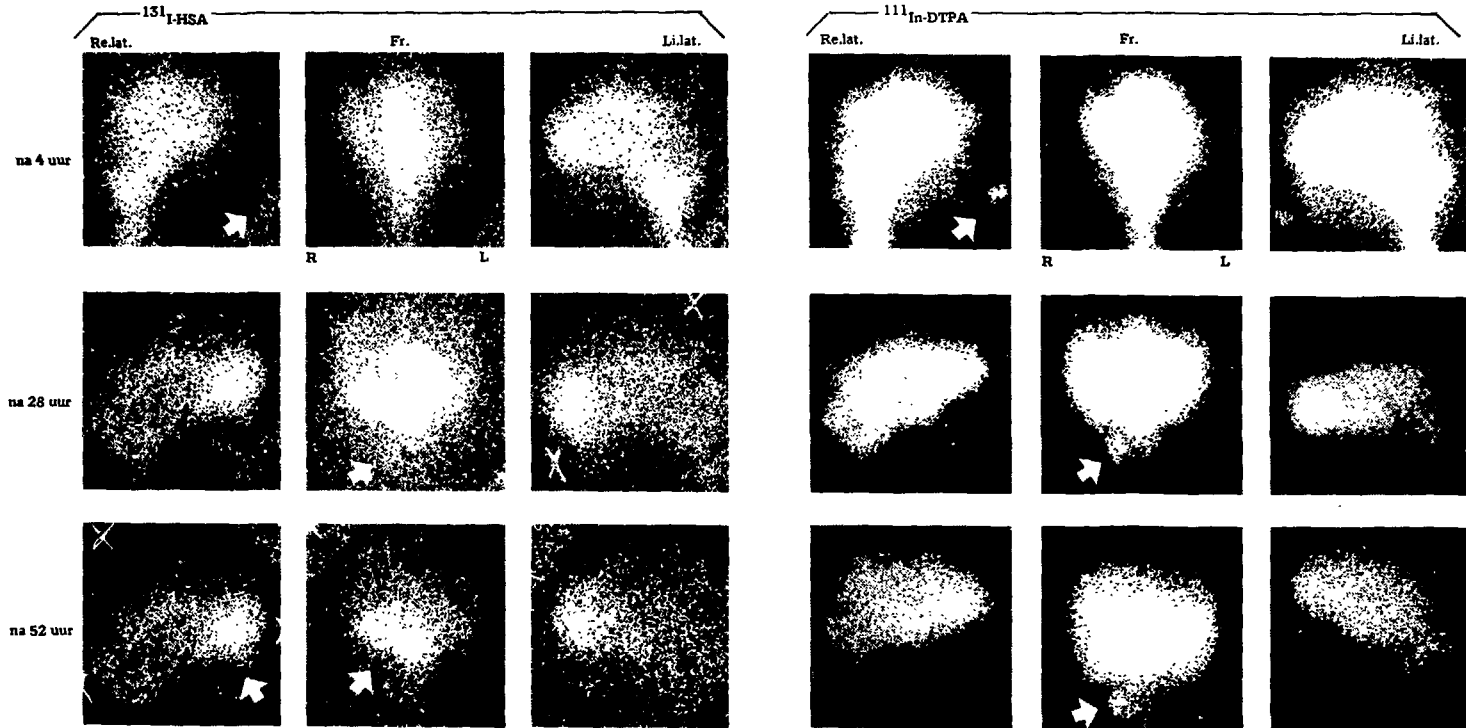 131I-HSA
111In-DTPA
Re.lat. Fr. Li.lat.
Re.lat. Fr. Li.lat.
na 4 uur
R L
R L
na 28 uur
na 52 uur